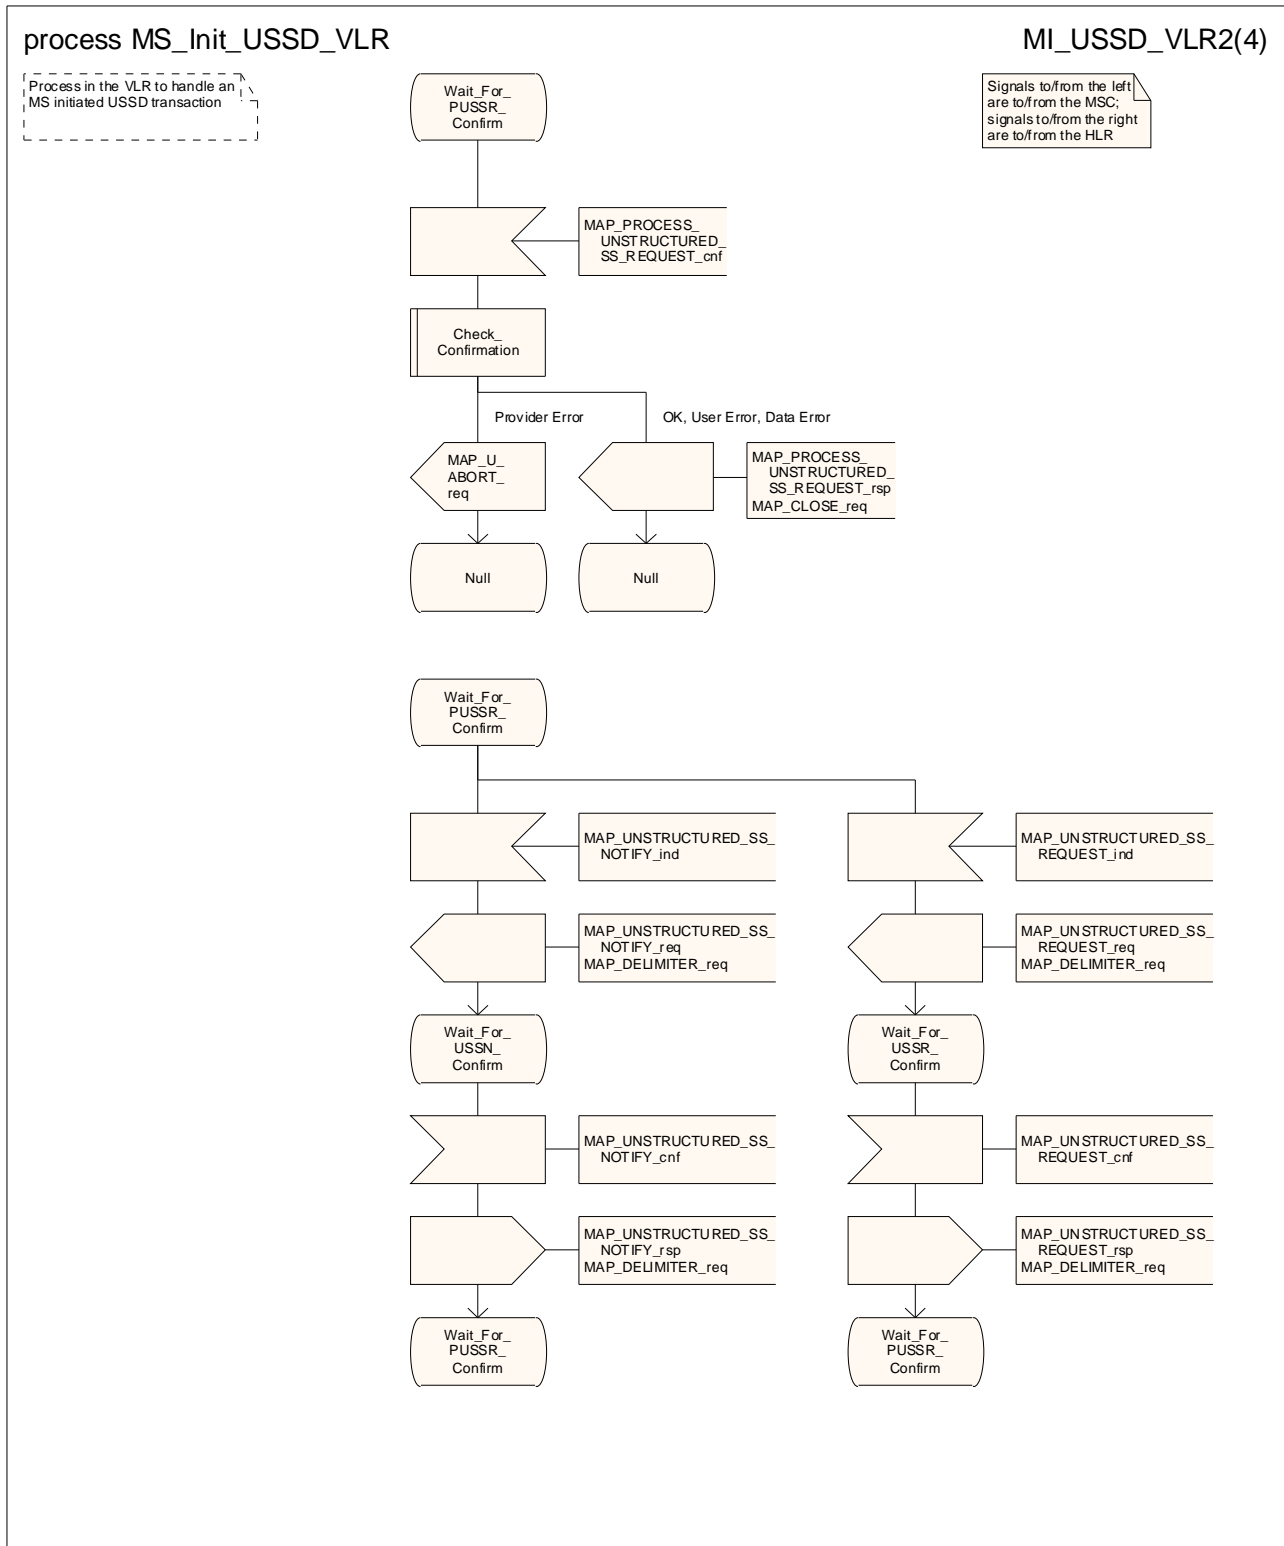 process MS_Init_USSD_VLR
MI_USSD_VLR2(4)
Process in the VLR to handle an
MS initiated USSD transaction
Wait_For_
PUSSR_
Confirm
Signals to/from the left
are to/from the MSC;
signals to/from the right
are to/from the HLR
MAP_PROCESS_
UNSTRUCTURED_
SS_REQUEST_cnf
Check_
Confirmation
Provider Error
OK, User Error, Data Error
MAP_U_
ABORT_
req
MAP_PROCESS_
UNSTRUCTURED_
SS_REQUEST_rsp
MAP_CLOSE_req
Null
Null
Wait_For_
PUSSR_
Confirm
MAP_UNSTRUCTURED_SS_
NOTIFY_ind
MAP_UNSTRUCTURED_SS_
REQUEST_ind
MAP_UNSTRUCTURED_SS_
NOTIFY_req
MAP_DELIMITER_req
MAP_UNSTRUCTURED_SS_
REQUEST_req
MAP_DELIMITER_req
Wait_For_
USSN_
Confirm
Wait_For_
USSR_
Confirm
MAP_UNSTRUCTURED_SS_
NOTIFY_cnf
MAP_UNSTRUCTURED_SS_
REQUEST_cnf
MAP_UNSTRUCTURED_SS_
NOTIFY_rsp
MAP_DELIMITER_req
MAP_UNSTRUCTURED_SS_
REQUEST_rsp
MAP_DELIMITER_req
Wait_For_
PUSSR_
Confirm
Wait_For_
PUSSR_
Confirm